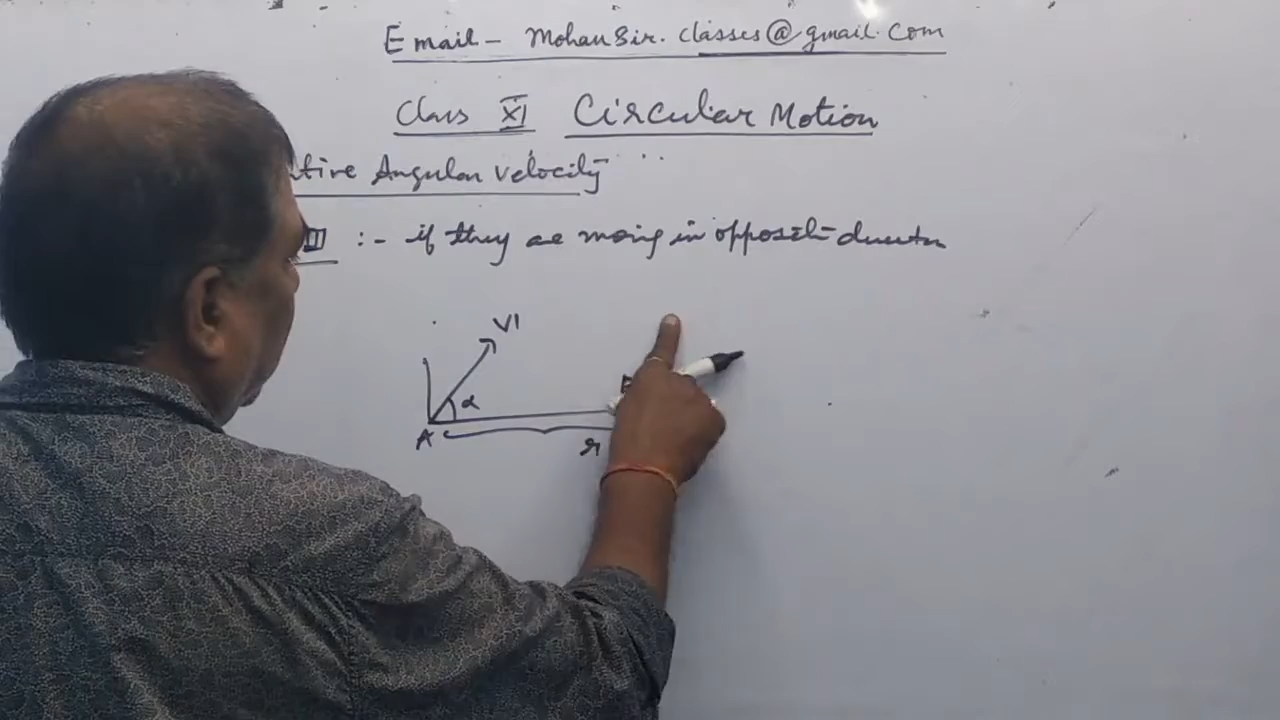 Email - Mohansir.classes@gmail.com
Class XI Circular Motion
tive Angular velocity
III :- if they are moving in opposite direction
V1
α
A
r